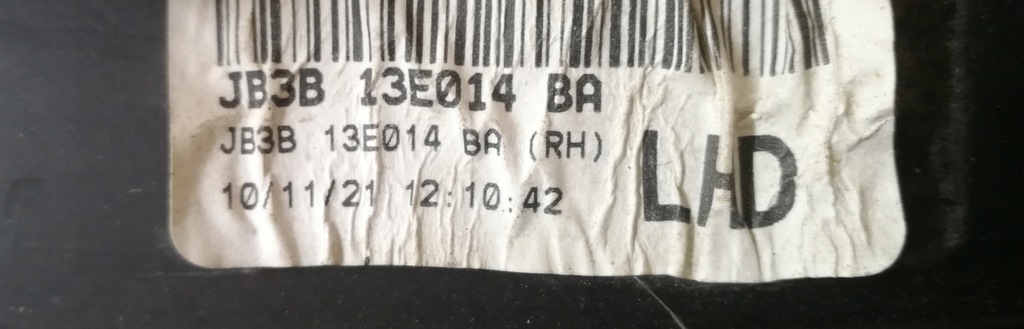 JB3B 13E014 BA
JB3B 13E014 BA (RH)
10/11/21 12:10:42
LHD